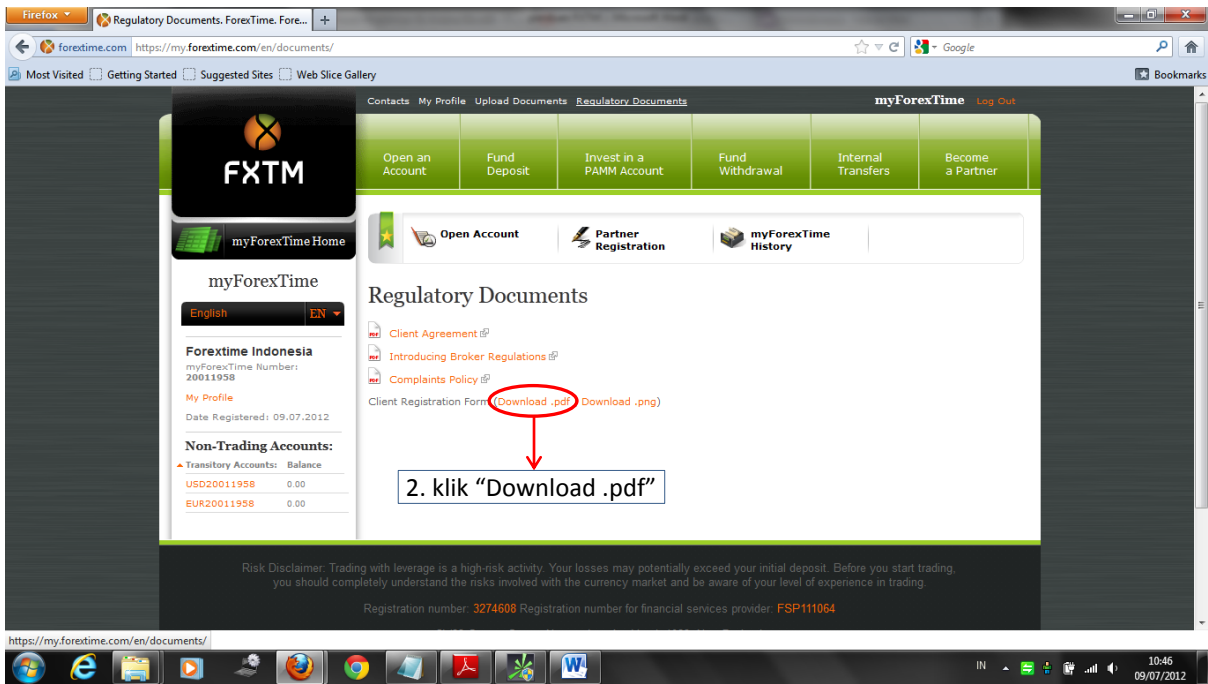 Firefox
Regulatory Documents. ForexTime. Fore...
forextime.com https://my.forextime.com/en/documents/
Google
Most Visited Getting Started Suggested Sites Web Slice Gallery
Bookmarks
Contacts My Profile Upload Documents Regulatory Documents
myForexTime Log Out
FXTM
Open an
Account
Fund
Deposit
Invest in a
PAMM Account
Fund
Withdrawal
Internal
Transfers
Become
a Partner
myForexTime Home
Open Account
Partner
Registration
myForexTime
History
myForexTime
English EN
Forextime Indonesia
myForexTime Number:
20011958
My Profile
Date Registered: 09.07.2012
Non-Trading Accounts:
Transitory Accounts: Balance
USD20011958 0.00
EUR20011958 0.00
Regulatory Documents
Client Agreement
Introducing Broker Regulations
Complaints Policy
Client Registration Form (Download .pdf Download .png)
2. klik “Download .pdf”
Risk Disclaimer: Trading with leverage is a high-risk activity. Your losses may potentially exceed your initial deposit. Before you start trading,
you should completely understand the risks involved with the currency market and be aware of your level of experience in trading.
Registration number: 3274608 Registration number for financial services provider: FSP111064
https://my.forextime.com/en/documents/
IN
10:46
09/07/2012